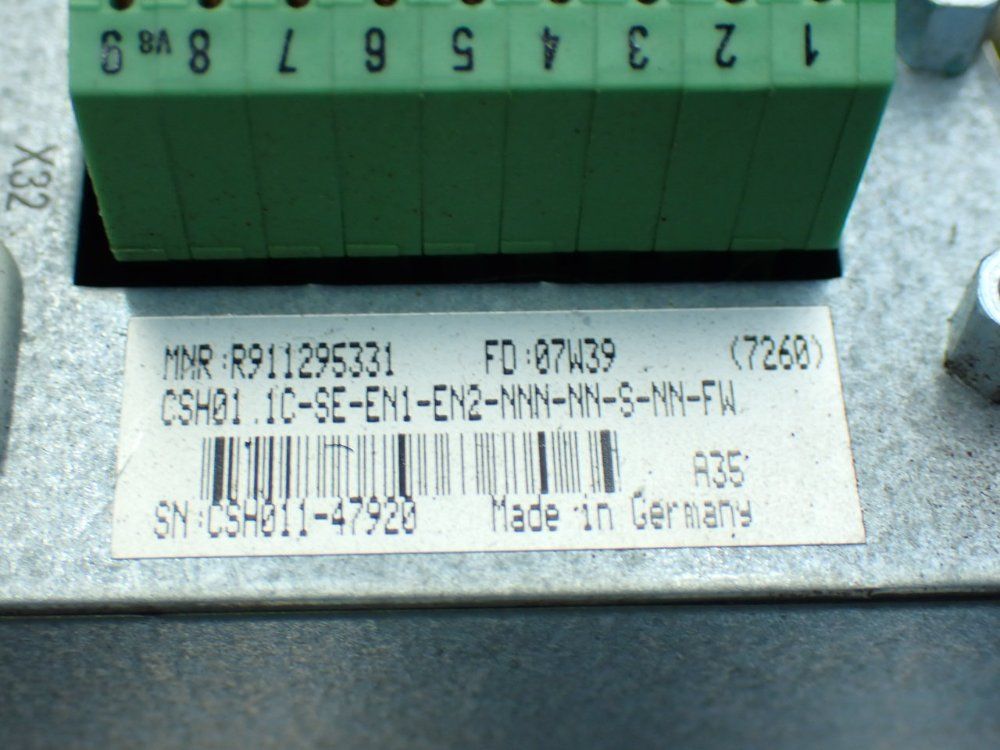 9 V8 8 7 6 5 4 3 2 1
X32
MNR:R911295331 FD:07W39 (7260)
CSH01.1C-SE-EN1-EN2-NNN-NN-S-NN-FW
A35
SN:CSH011-47920 Made in Germany